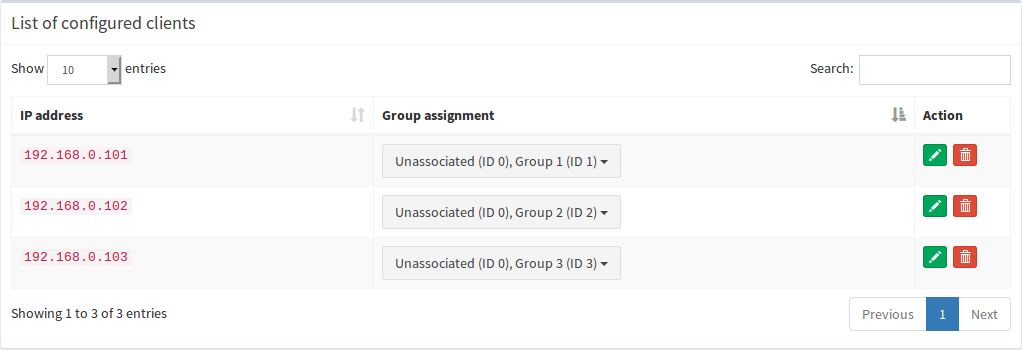 List of configured clients
Show 10 entries Search:
IP address Group assignment Action
192.168.0.101 Unassociated (ID 0), Group 1 (ID 1)
192.168.0.102 Unassociated (ID 0), Group 2 (ID 2)
192.168.0.103 Unassociated (ID 0), Group 3 (ID 3)
Showing 1 to 3 of 3 entries Previous 1 Next